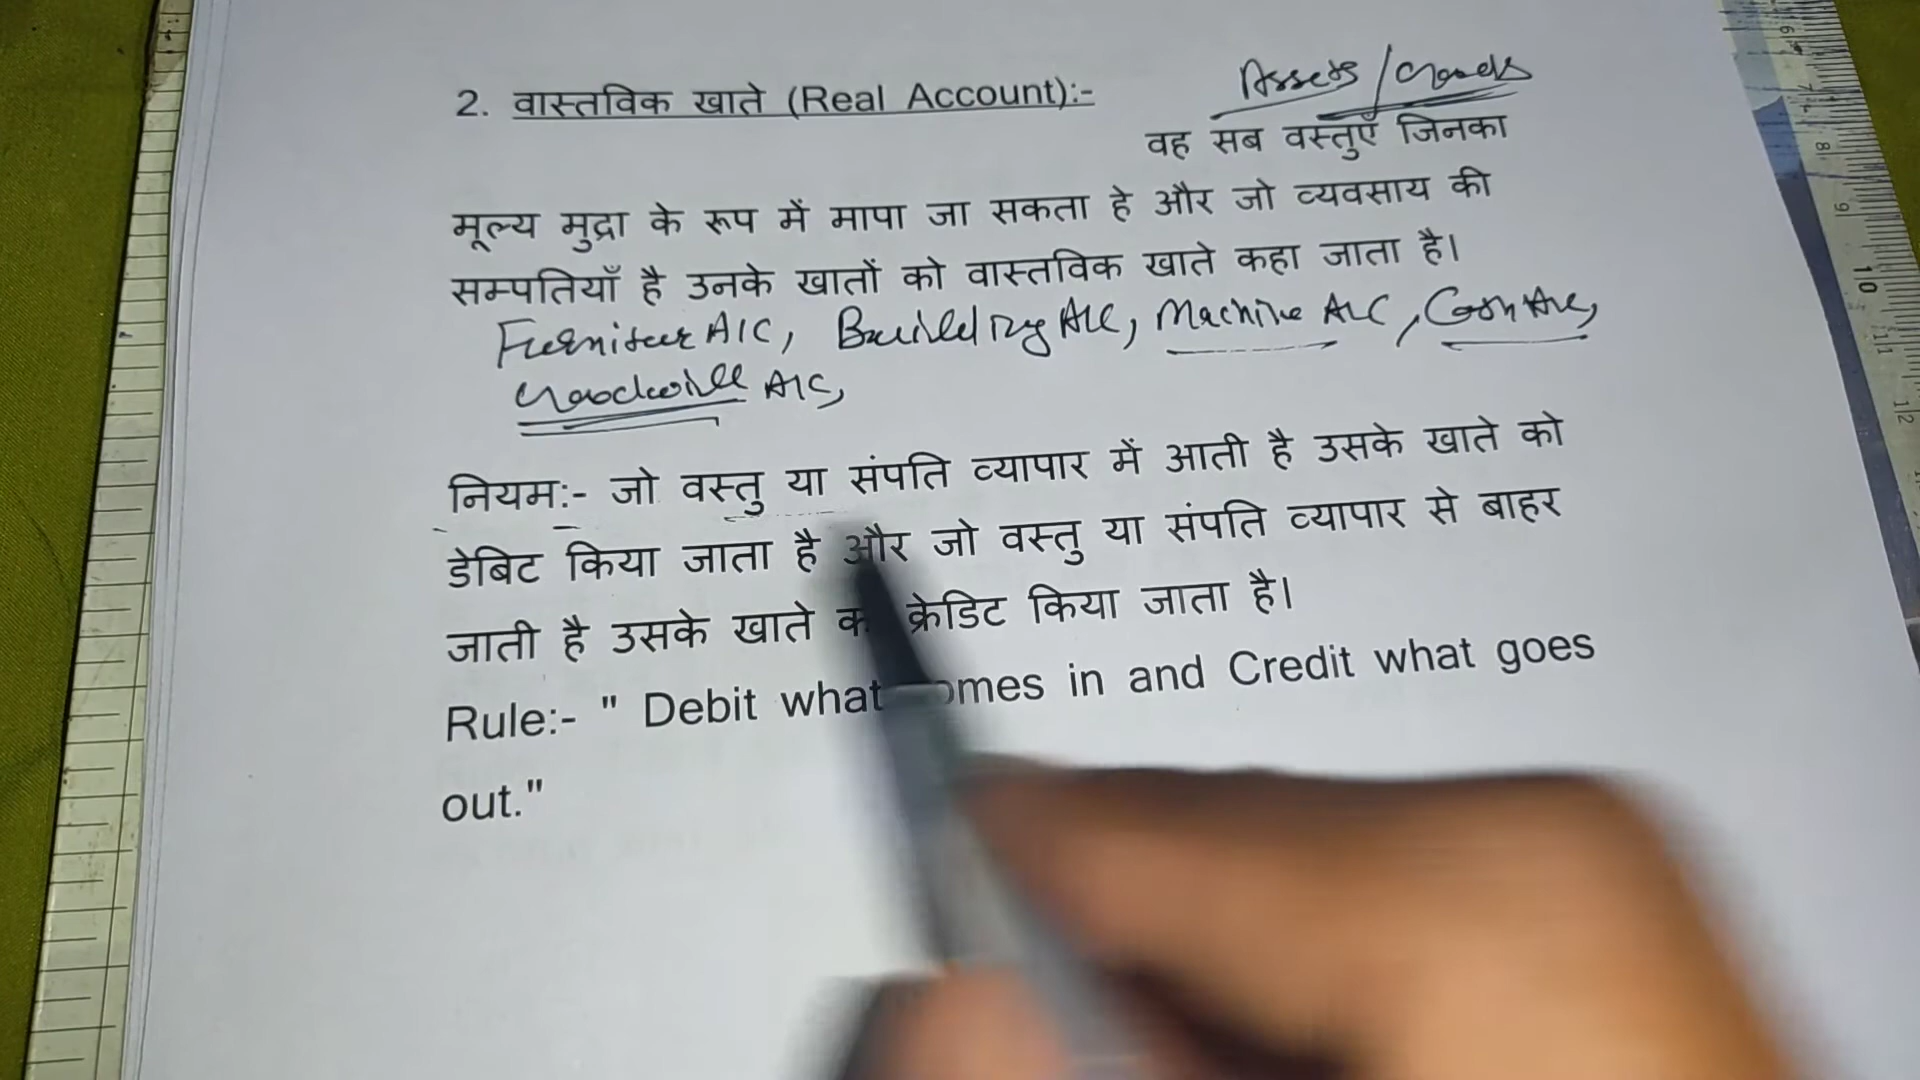 Assets / Goods
2. वास्तविक खाते (Real Account):-
वह सब वस्तुएँ जिनका
मूल्य मुद्रा के रूप में मापा जा सकता हे और जो व्यवसाय की
सम्पतियाँ है उनके खातों को वास्तविक खाते कहा जाता है।
Furniture A/C, Building A/C, Machine A/C, Cash A/c,
Goodwill A/C,
नियम:- जो वस्तु या संपति व्यापार में आती है उसके खाते को
डेबिट किया जाता है और जो वस्तु या संपति व्यापार से बाहर
जाती है उसके खाते क क्रेडिट किया जाता है।
Rule:- " Debit what omes in and Credit what goes
out."